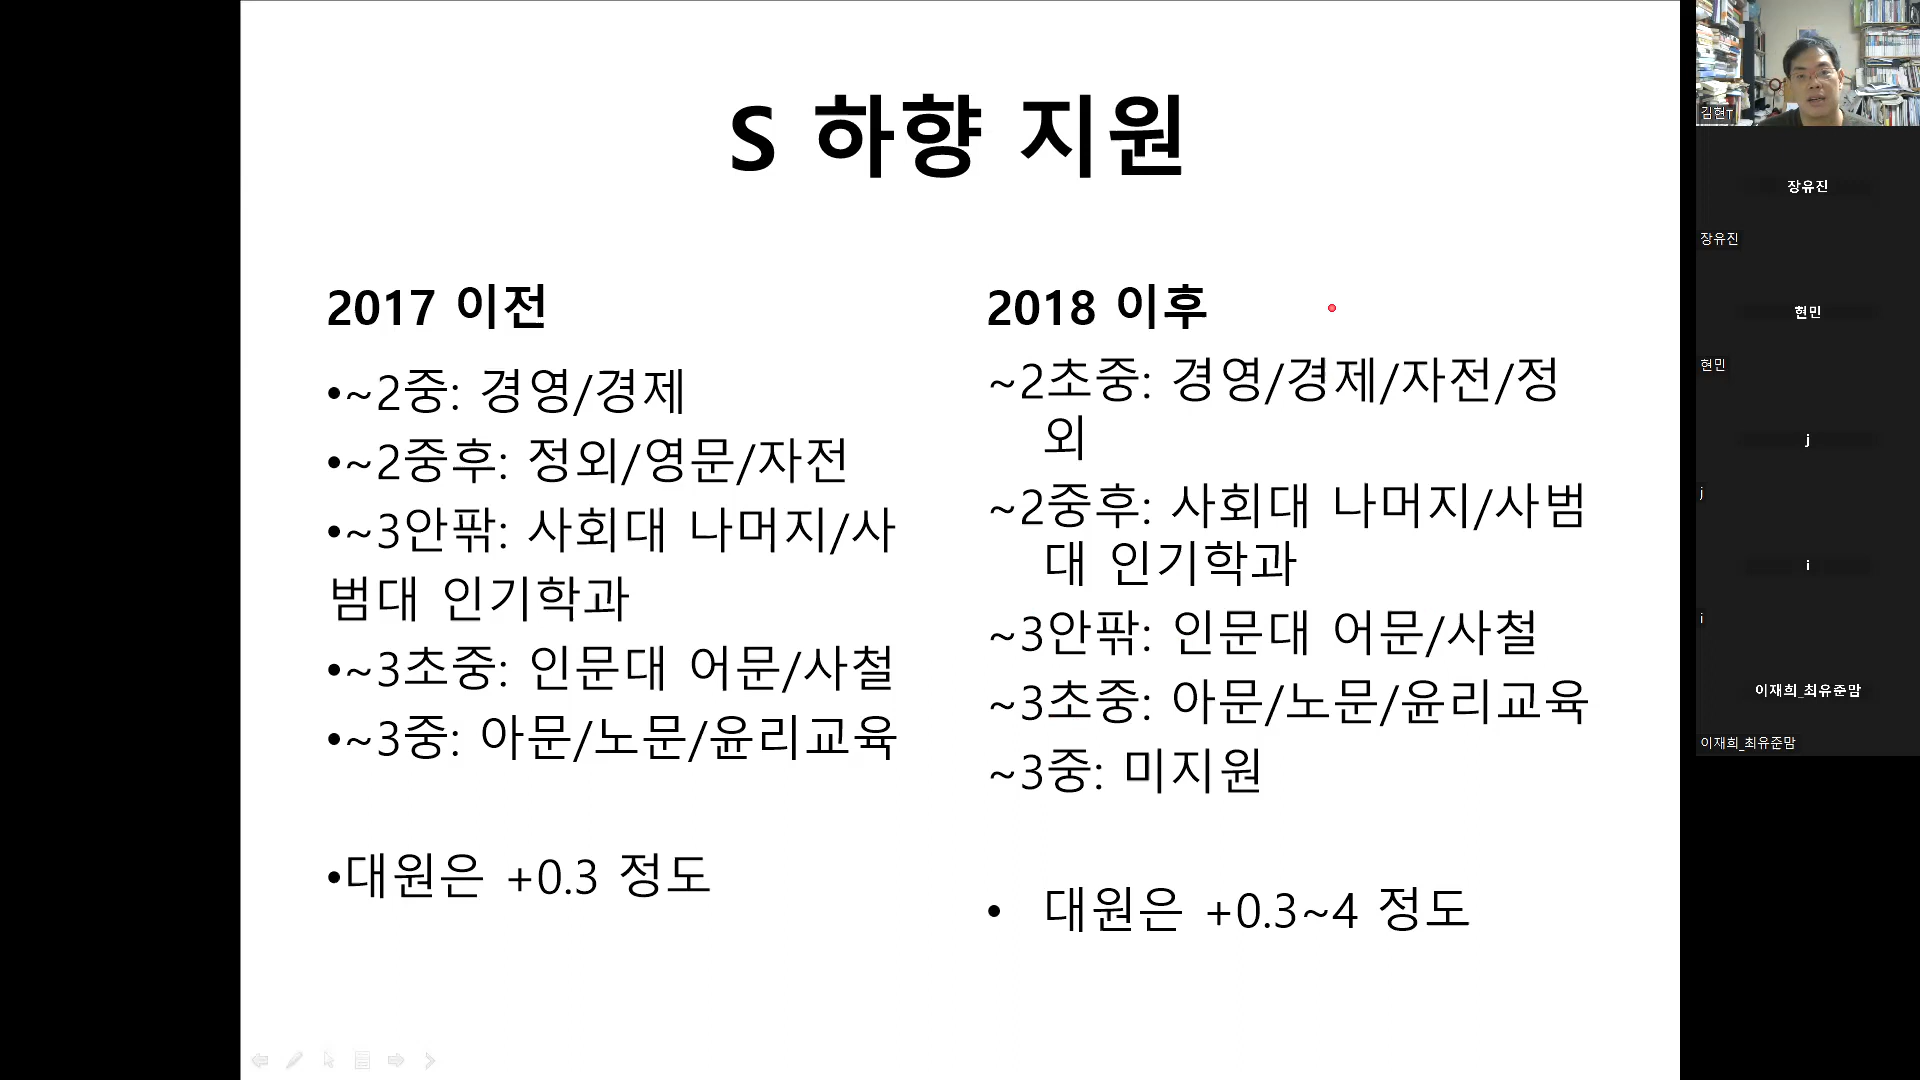 S 하향 지원
2017 이전
•~2중: 경영/경제
•~2중후: 정외/영문/자전
•~3안팎: 사회대 나머지/사
범대 인기학과
•~3초중: 인문대 어문/사철
•~3중: 아문/노문/윤리교육
•대원은 +0.3 정도
2018 이후
~2초중: 경영/경제/자전/정
외
~2중후: 사회대 나머지/사범
대 인기학과
~3안팎: 인문대 어문/사철
~3초중: 아문/노문/윤리교육
~3중: 미지원
• 대원은 +0.3~4 정도
김현T
장유진
장유진
현민
현민
j
j
i
i
이재희_최유준맘
이재희_최유준맘